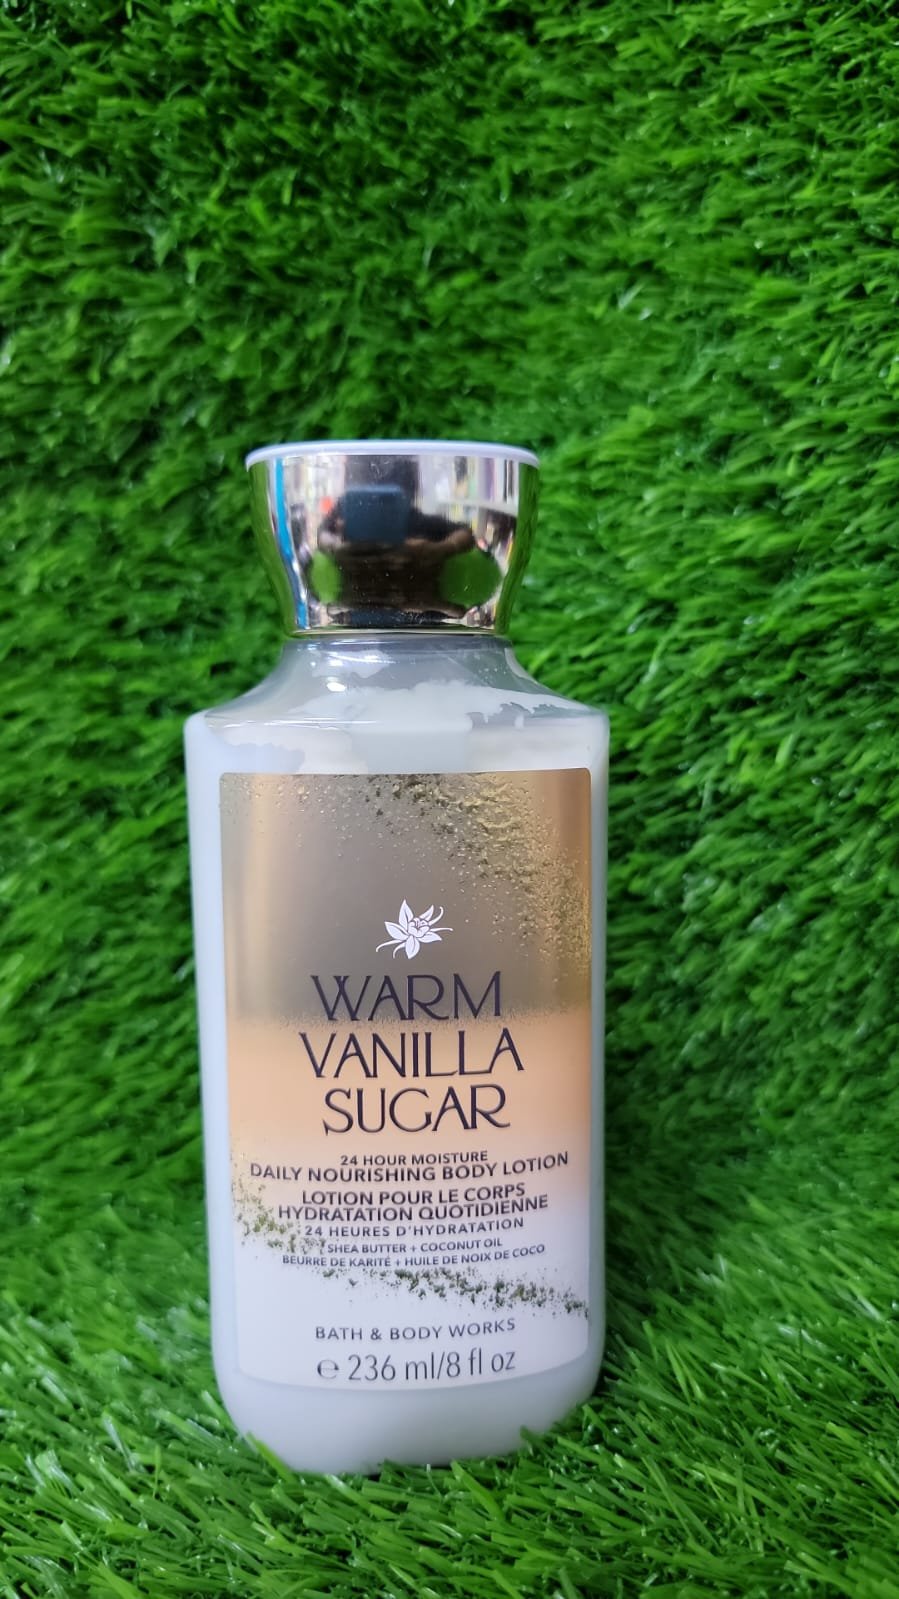 WARM
VANILLA
SUGAR
24 HOUR MOISTURE
DAILY NOURISHING BODY LOTION
LOTION POUR LE CORPS
HYDRATATION QUOTIDIENNE
24 HEURES D'HYDRATATION
SHEA BUTTER + COCONUT OIL
BEURRE DE KARITÉ + HUILE DE NOIX DE COCO
BATH & BODY WORKS
℮ 236 ml/8 fl oz